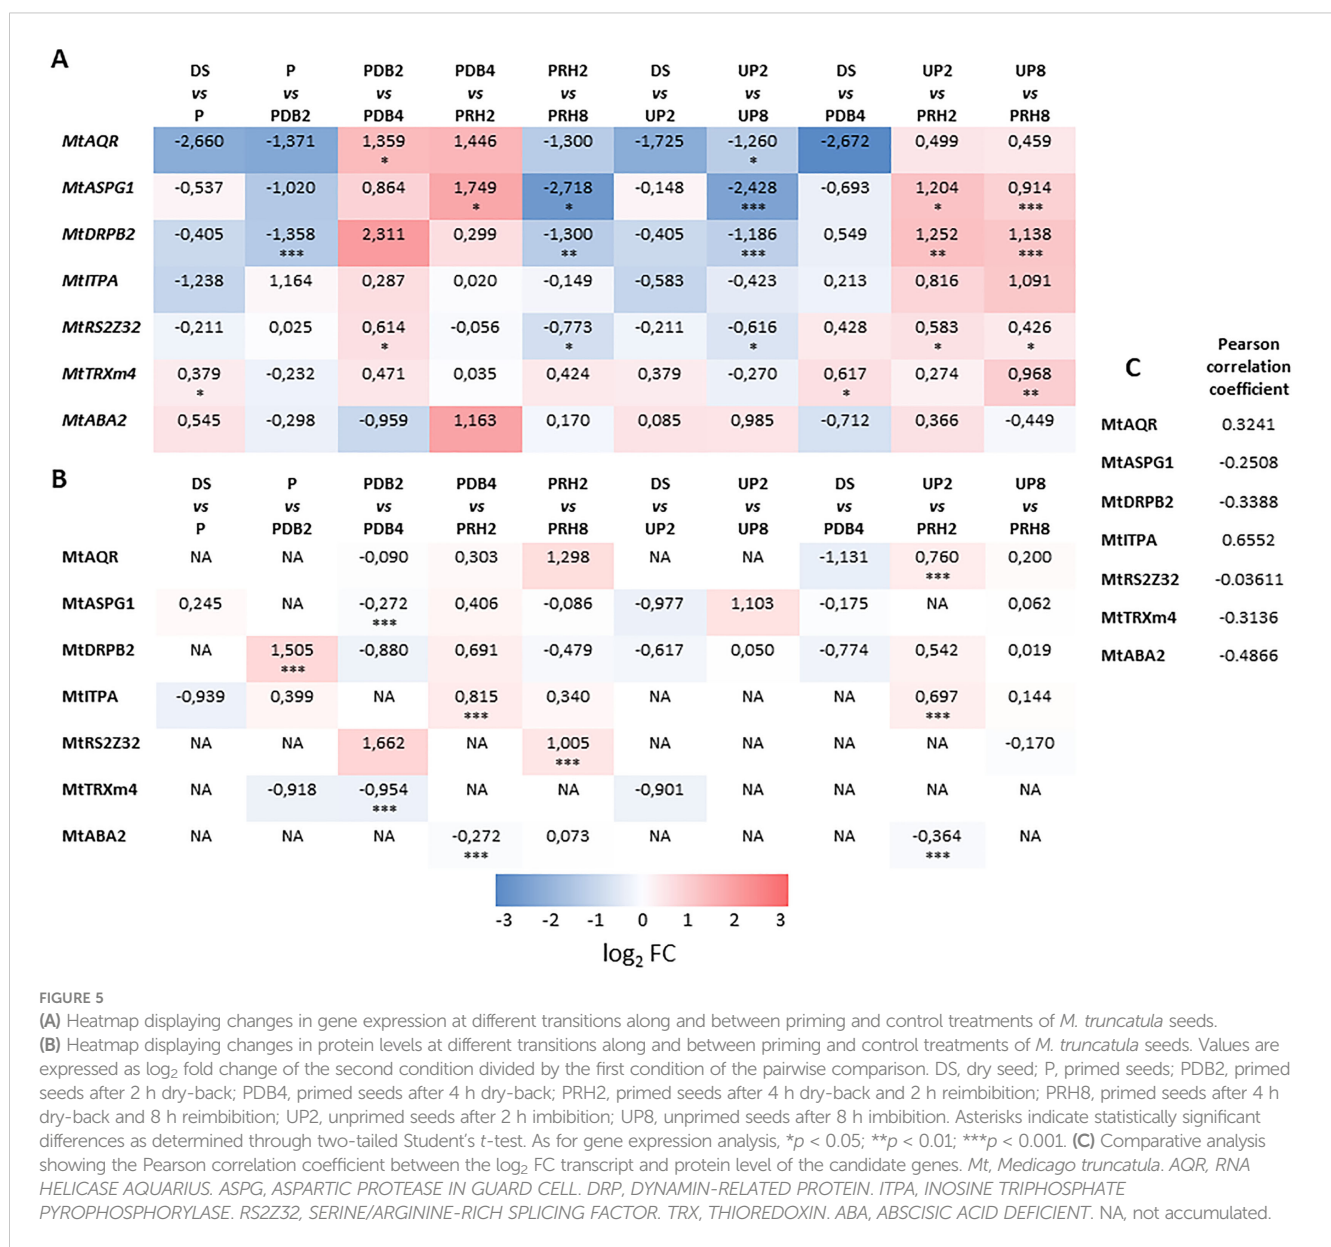 A
DS P PDB2 PDB4 PRH2 DS UP2 DS UP2 UP8
vs vs vs vs vs vs vs vs vs vs
P PDB2 PDB4 PRH2 PRH8 UP2 UP8 PDB4 PRH2 PRH8
MtAQR -2,660 -1,371 1,359 1,446 -1,300 -1,725 -1,260 -2,672 0,499 0,459
* *
MtASPG1 -0,537 -1,020 0,864 1,749 -2,718 -0,148 -2,428 -0,693 1,204 0,914
* * *** * ***
MtDRPB2 -0,405 -1,358 2,311 0,299 -1,300 -0,405 -1,186 0,549 1,252 1,138
*** ** *** ** ***
MtITPA -1,238 1,164 0,287 0,020 -0,149 -0,583 -0,423 0,213 0,816 1,091
MtRS2Z32 -0,211 0,025 0,614 -0,056 -0,773 -0,211 -0,616 0,428 0,583 0,426
* * * * *
MtTRXm4 0,379 -0,232 0,471 0,035 0,424 0,379 -0,270 0,617 0,274 0,968
* * **
MtABA2 0,545 -0,298 -0,959 1,163 0,170 0,085 0,985 -0,712 0,366 -0,449
B
DS P PDB2 PDB4 PRH2 DS UP2 DS UP2 UP8
vs vs vs vs vs vs vs vs vs vs
P PDB2 PDB4 PRH2 PRH8 UP2 UP8 PDB4 PRH2 PRH8
MtAQR NA NA -0,090 0,303 1,298 NA NA -1,131 0,760 0,200
***
MtASPG1 0,245 NA -0,272 0,406 -0,086 -0,977 1,103 -0,175 NA 0,062
***
MtDRPB2 NA 1,505 -0,880 0,691 -0,479 -0,617 0,050 -0,774 0,542 0,019
***
MtITPA -0,939 0,399 NA 0,815 0,340 NA NA NA 0,697 0,144
*** ***
MtRS2Z32 NA NA 1,662 NA 1,005 NA NA NA NA -0,170
***
MtTRXm4 NA -0,918 -0,954 NA NA -0,901 NA NA NA NA
***
MtABA2 NA NA NA -0,272 0,073 NA NA NA -0,364 NA
*** ***
-3 -2 -1 0 1 2 3
log2 FC
C
Pearson
correlation
coefficient
MtAQR 0.3241
MtASPG1 -0.2508
MtDRPB2 -0.3388
MtITPA 0.6552
MtRS2Z32 -0.03611
MtTRXm4 -0.3136
MtABA2 -0.4866
FIGURE 5
(A) Heatmap displaying changes in gene expression at different transitions along and between priming and control treatments of M. truncatula seeds.
(B) Heatmap displaying changes in protein levels at different transitions along and between priming and control treatments of M. truncatula seeds. Values are
expressed as log2 fold change of the second condition divided by the first condition of the pairwise comparison. DS, dry seed; P, primed seeds; PDB2, primed
seeds after 2 h dry-back; PDB4, primed seeds after 4 h dry-back; PRH2, primed seeds after 4 h dry-back and 2 h reimbibition; PRH8, primed seeds after 4 h
dry-back and 8 h reimbibition; UP2, unprimed seeds after 2 h imbibition; UP8, unprimed seeds after 8 h imbibition. Asterisks indicate statistically significant
differences as determined through two-tailed Student's t-test. As for gene expression analysis, *p < 0.05; **p < 0.01; ***p < 0.001. (C) Comparative analysis
showing the Pearson correlation coefficient between the log2 FC transcript and protein level of the candidate genes. Mt, Medicago truncatula. AQR, RNA
HELICASE AQUARIUS. ASPG, ASPARTIC PROTEASE IN GUARD CELL. DRP, DYNAMIN-RELATED PROTEIN. ITPA, INOSINE TRIPHOSPHATE
PYROPHOSPHORYLASE. RS2Z32, SERINE/ARGININE-RICH SPLICING FACTOR. TRX, THIOREDOXIN. ABA, ABSCISIC ACID DEFICIENT. NA, not accumulated.